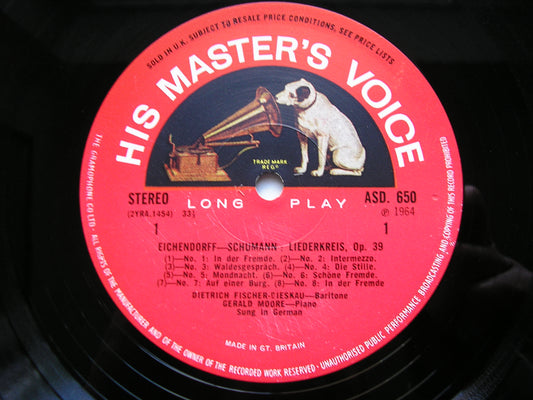 SOLD IN U.K. SUBJECT TO RESALE PRICE CONDITIONS, SEE PRICE LISTS
HIS MASTER'S VOICE
TRADE MARK
REGD
STEREO
ASD. 650
LONG PLAY
(2YRA.1454) 33⅓
℗ 1964
1
1
EICHENDORFF—SCHUMANN: LIEDERKREIS, Op. 39
(1)—No. 1: In der Fremde. (2)—No. 2: Intermezzo.
(3)—No. 3: Waldesgespräch. (4)—No. 4: Die Stille.
(5)—No. 5: Mondnacht. (6)—No. 6: Schöne Fremde.
(7)—No. 7: Auf einer Burg. (8)—No. 8: In der Fremde
DIETRICH FISCHER-DIESKAU—Baritone
GERALD MOORE—Piano
Sung in German
MADE IN GT. BRITAIN
THE GRAMOPHONE CO LTD. · ALL RIGHTS OF THE MANUFACTURER AND OF THE OWNER OF THE RECORDED WORK RESERVED · UNAUTHORISED PUBLIC PERFORMANCE BROADCASTING AND COPYING OF THIS RECORD PROHIBITED